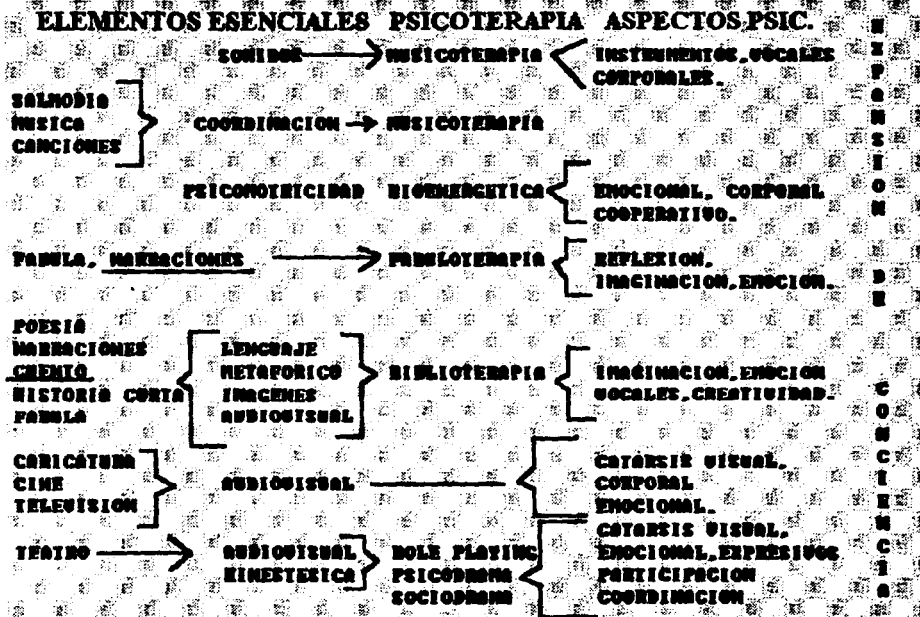 ELEMENTOS ESENCIALES PSICOTERAPIA ASPECTOS PSIC.
SONIDOS MUSICOTERAPIA INSTRUMENTOS, VOCALES
CORPORALES.
SALMODIA
MUSICA COORDINACION MUSICOTERAPIA
CANCIONES
PSICOMOTRICIDAD BIOENERGETICA EMOCIONAL, CORPORAL
COOPERATIVO.
FABULA, NARRACIONES FABULOTERAPIA REFLEXION,
IMAGINACION, EMOCION.
POESIA
NARRACIONES LENGUAJE
CUENTO METAFORICO BIBLIOTERAPIA IMAGINACION, EMOCION
HISTORIA CORTA IMAGENES VOCALES, CREATIVIDAD.
FABULA AUDIOVISUAL
CARICATURA CATARSIS VISUAL,
CINE AUDIOVISUAL CORPORAL
TELEVISION EMOCIONAL.
CATARSIS VISUAL,
TEATRO AUDIOVISUAL ROLE PLAYING EMOCIONAL, EXPRESIVOS
KINESTESICA PSICODRAMA PARTICIPACION
SOCIODRAMA COORDINACION
EXPANSION DE CONCIENCIA